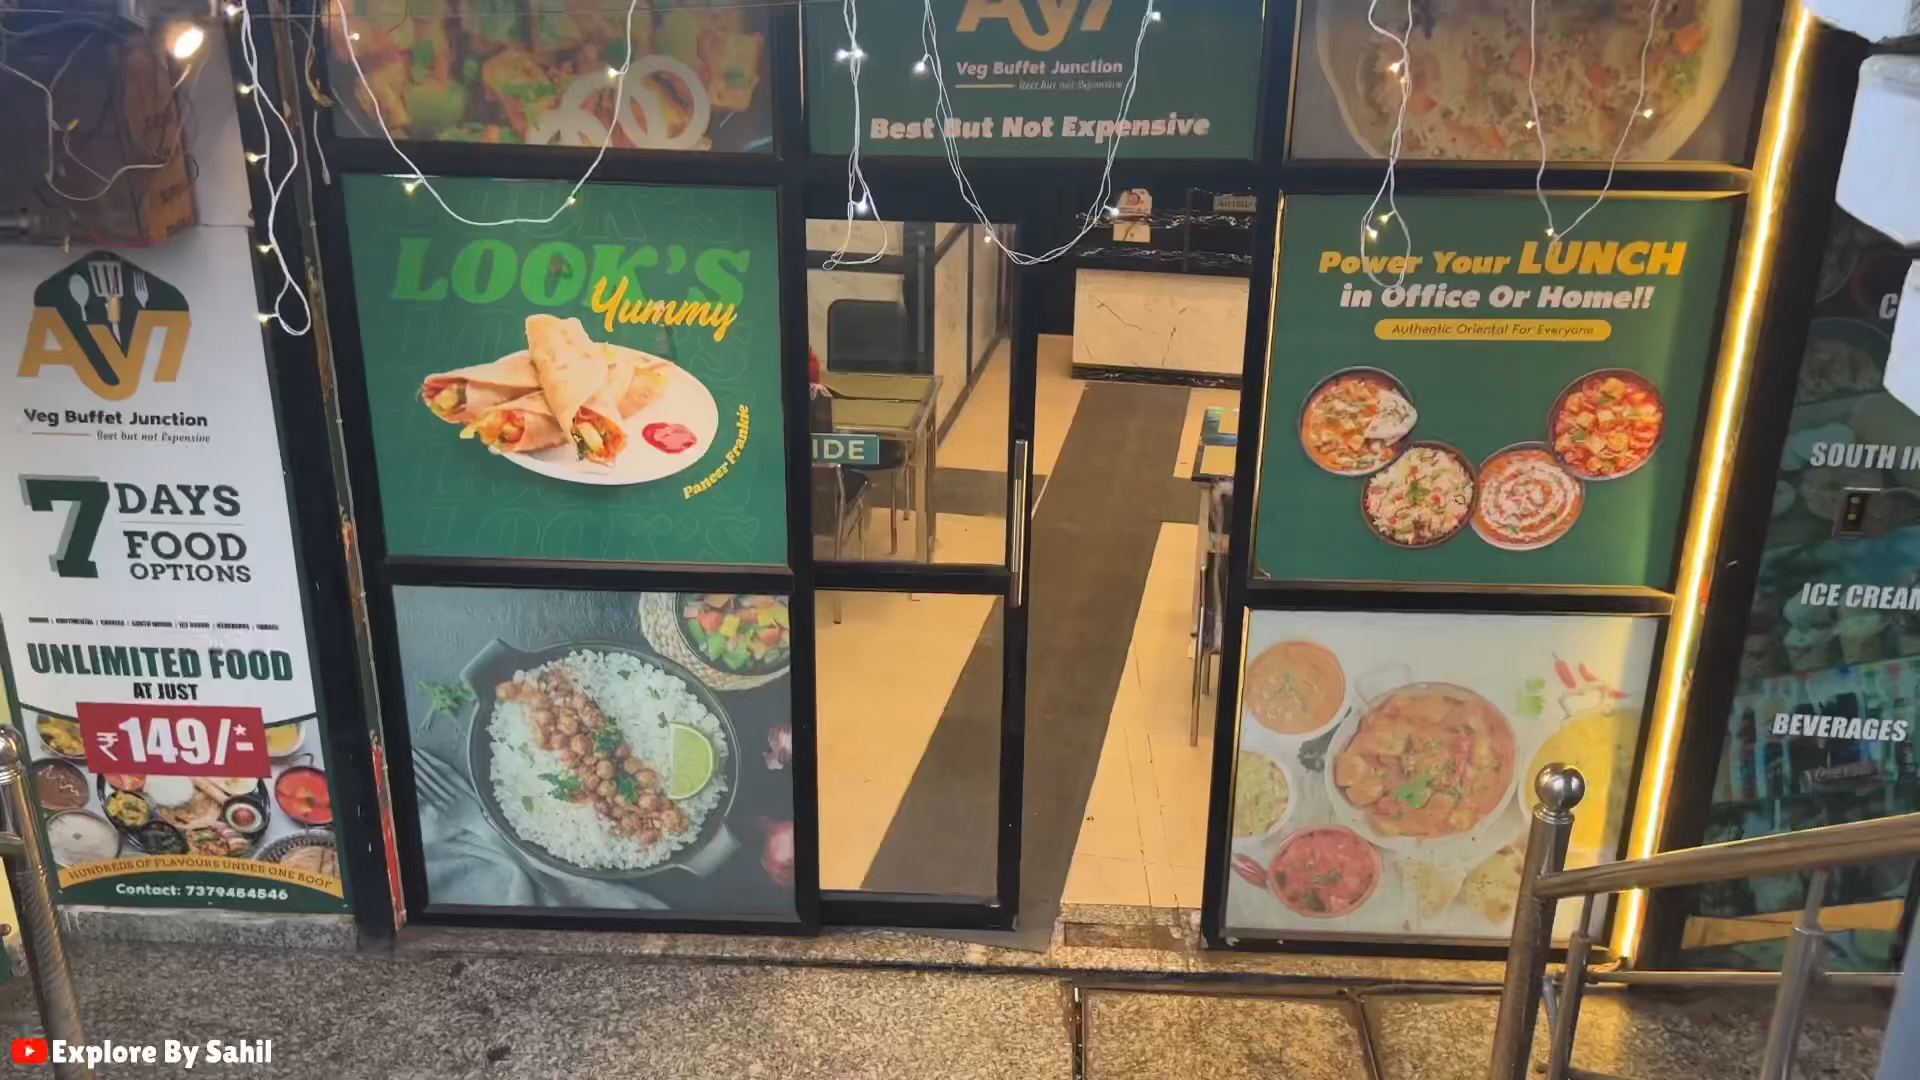 AY7
Veg Buffet Junction
Best but not Expensive
Best But Not Expensive
LOOK'S
Yummy
Paneer Frankie
Power Your LUNCH
in Office Or Home!!
Authentic Oriental For Everyone
IDE
AY7
Veg Buffet Junction
Best but not Expensive
7 DAYS
FOOD
OPTIONS
UNLIMITED FOOD
AT JUST
₹149/-*
HUNDREDS OF FLAVOURS UNDER ONE ROOF
Contact: 7379454546
SOUTH IN
ICE CREAM
BEVERAGES
Explore By Sahil